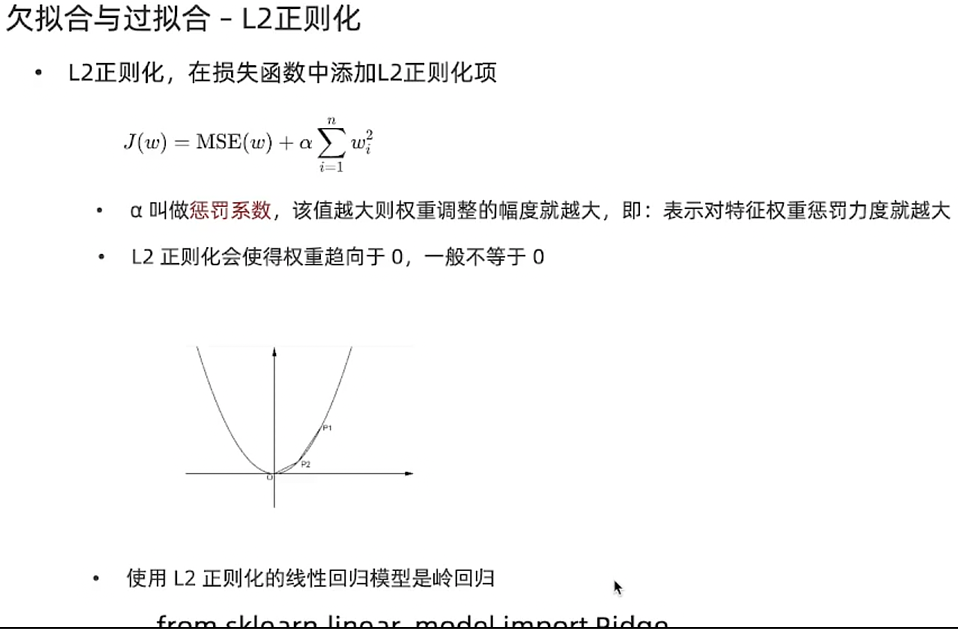 欠拟合与过拟合 – L2正则化
• L2正则化，在损失函数中添加L2正则化项
J(w) = MSE(w) + α ∑_{i=1}^{n} w_i^2
• α 叫做惩罚系数，该值越大则权重调整的幅度就越大，即：表示对特征权重惩罚力度就越大
• L2 正则化会使得权重趋向于 0，一般不等于 0
P1
P2
O
• 使用 L2 正则化的线性回归模型是岭回归
from sklearn.linear_model import Ridge